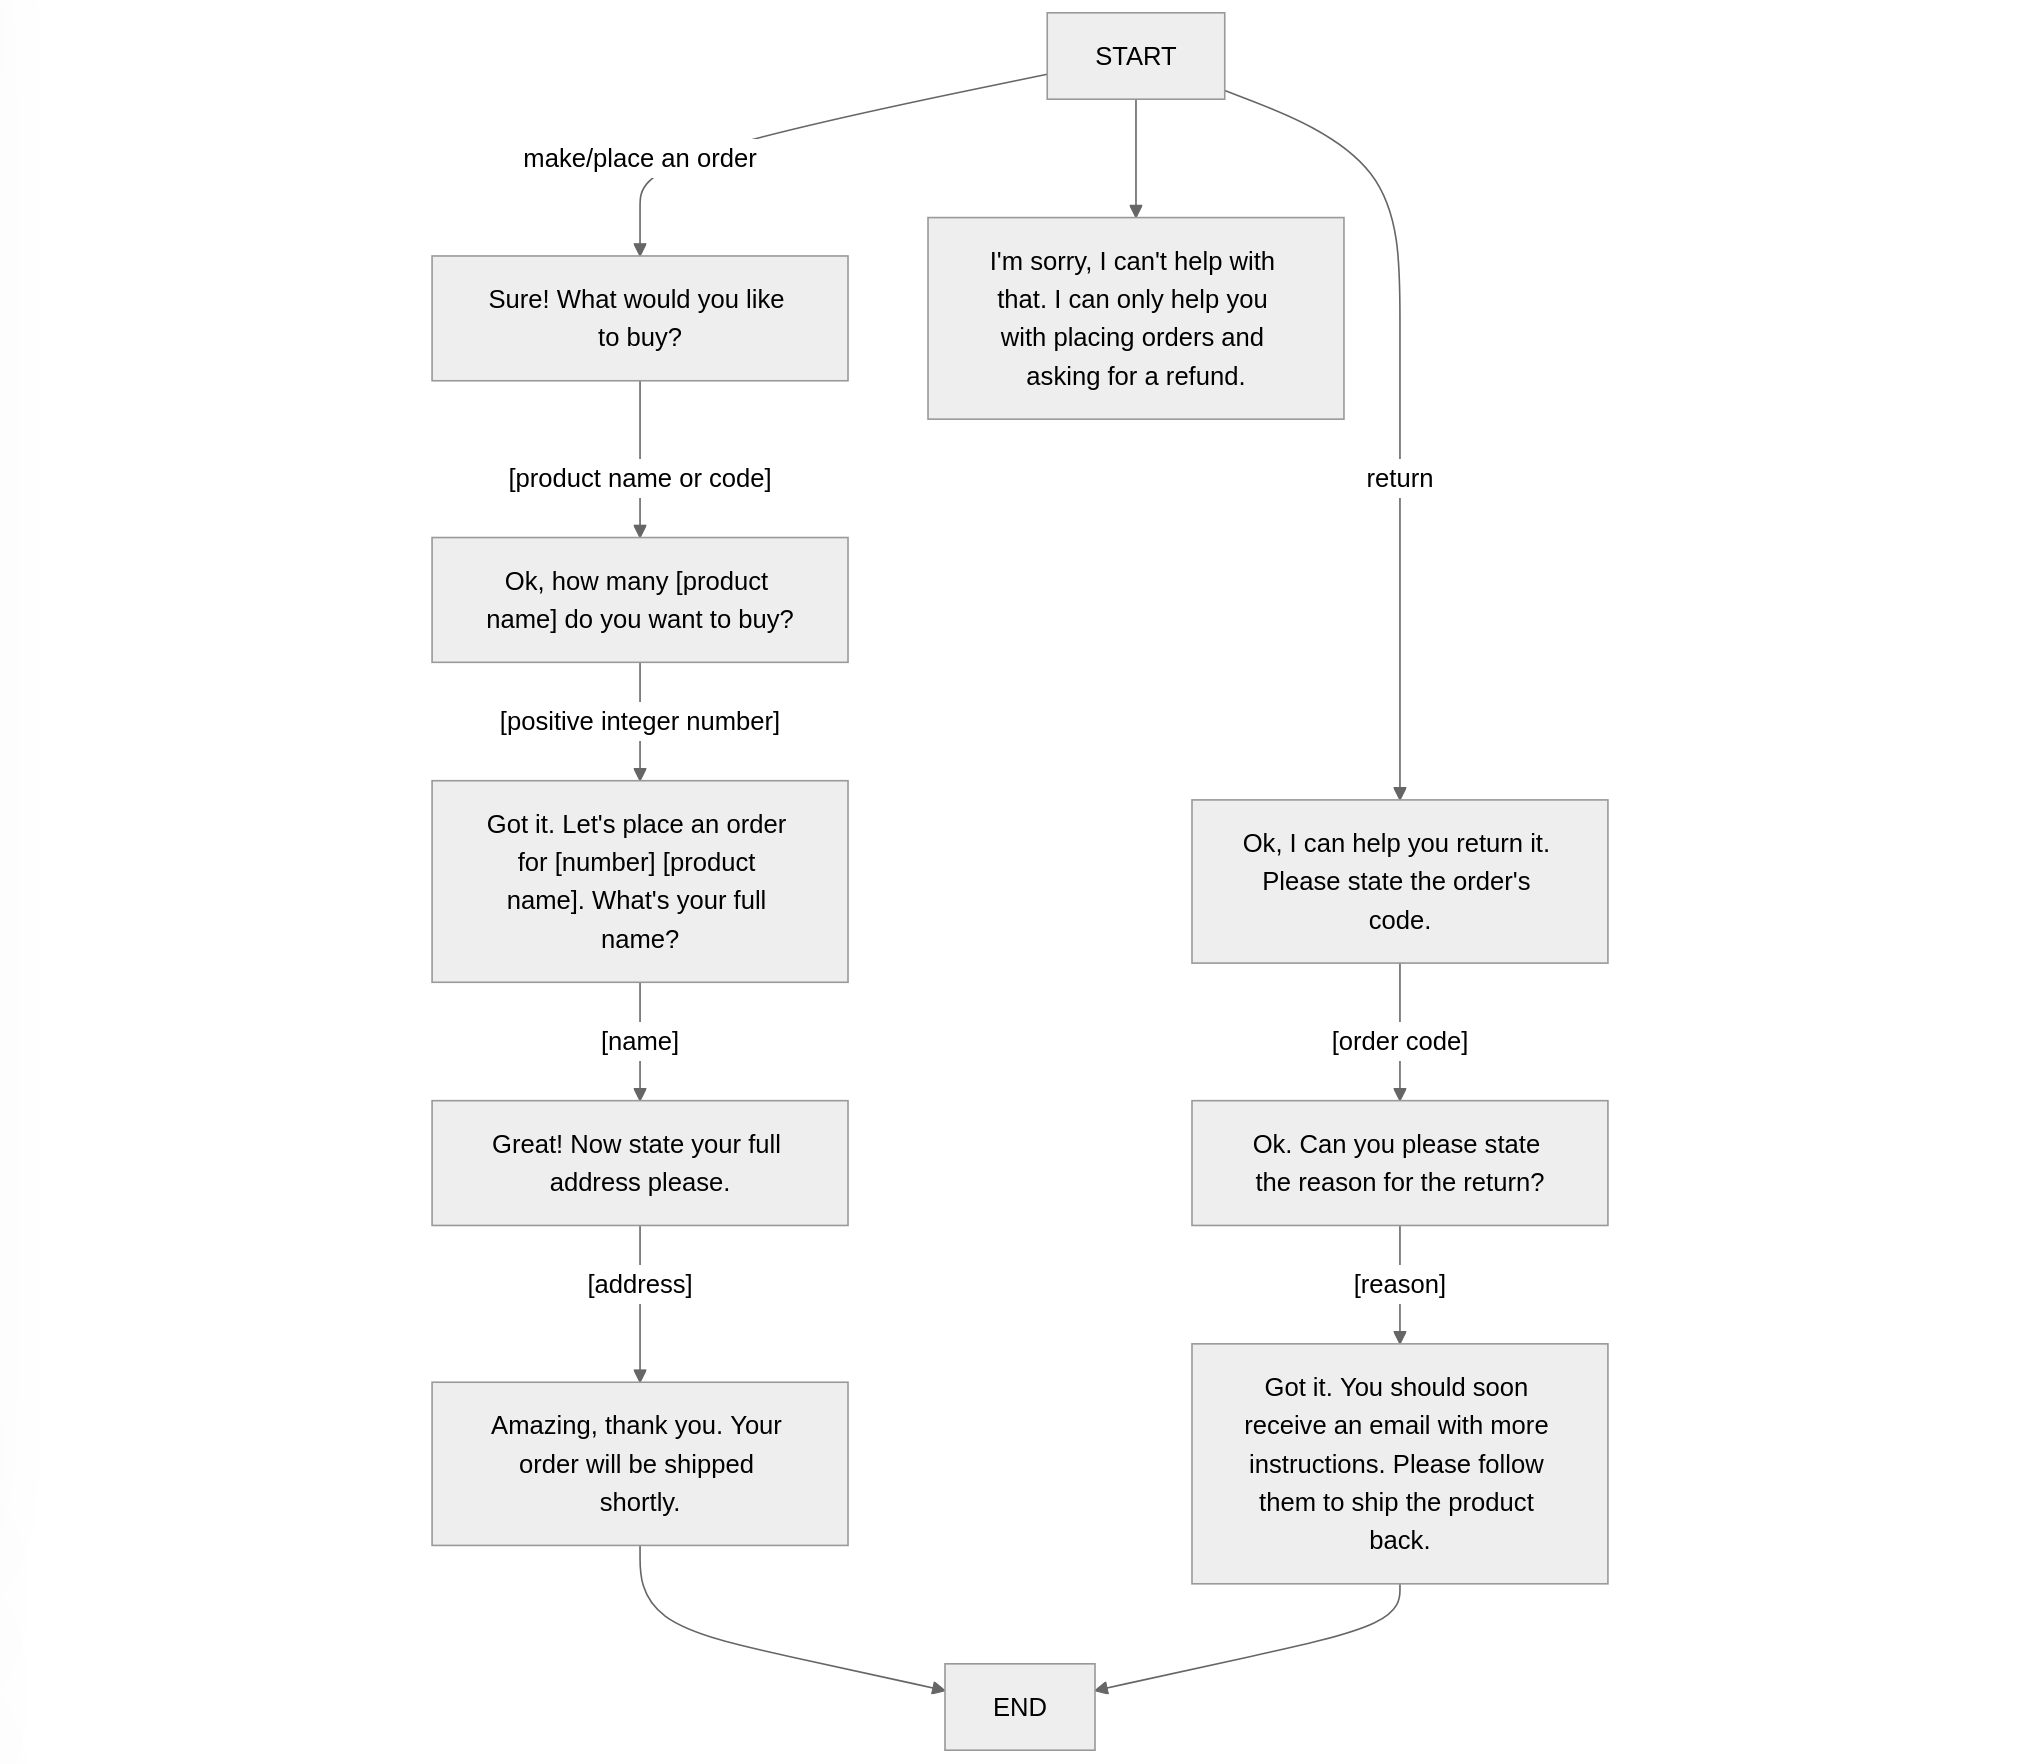 START
make/place an order
Sure! What would you like
to buy?
I'm sorry, I can't help with
that. I can only help you
with placing orders and
asking for a refund.
[product name or code]
return
Ok, how many [product
name] do you want to buy?
[positive integer number]
Got it. Let's place an order
for [number] [product
name]. What's your full
name?
Ok, I can help you return it.
Please state the order's
code.
[name]
[order code]
Great! Now state your full
address please.
Ok. Can you please state
the reason for the return?
[address]
[reason]
Amazing, thank you. Your
order will be shipped
shortly.
Got it. You should soon
receive an email with more
instructions. Please follow
them to ship the product
back.
END